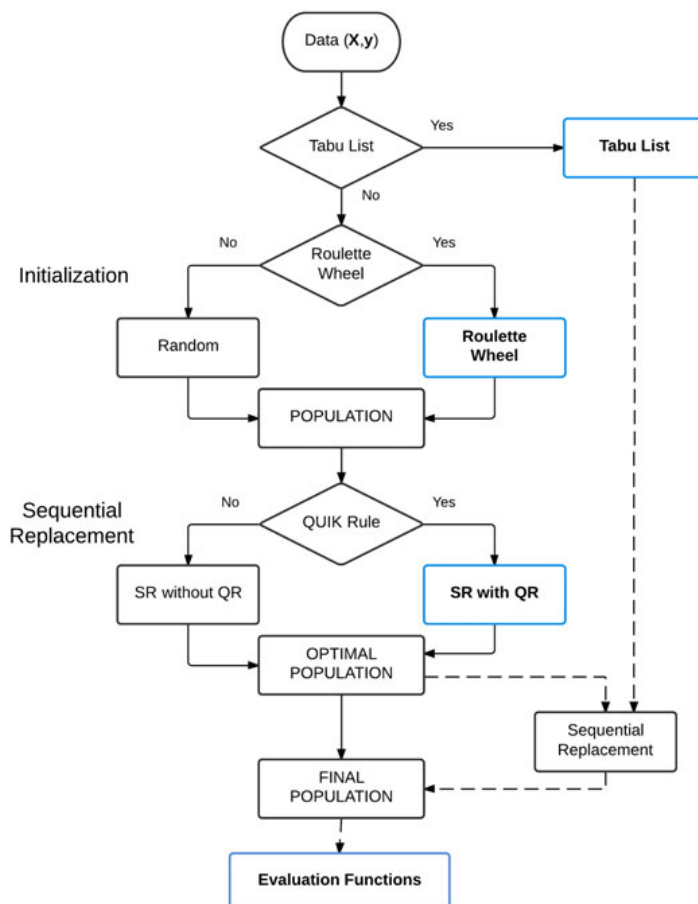 Data (X,y)
Yes
Tabu List
Tabu List
No
No
Yes
Roulette
Wheel
Initialization
Random
Roulette
Wheel
POPULATION
No
Yes
Sequential
Replacement
QUIK Rule
SR without QR
SR with QR
OPTIMAL
POPULATION
Sequential
Replacement
FINAL
POPULATION
Evaluation Functions